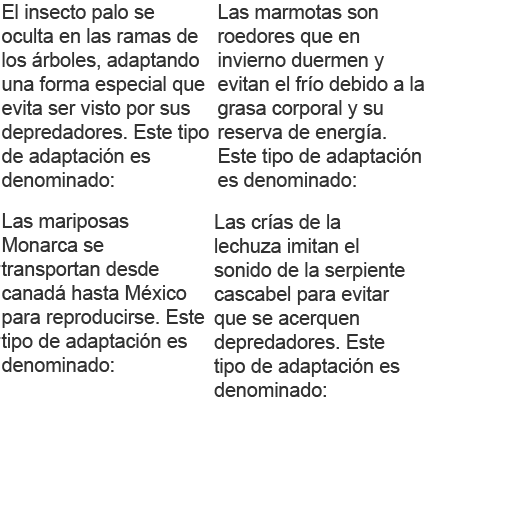 El insecto palo se
oculta en las ramas de
los árboles, adaptando
una forma especial que
evita ser visto por sus
depredadores. Este tipo
de adaptación es
denominado:
Las marmotas son
roedores que en
invierno duermen y
evitan el frío debido a la
grasa corporal y su
reserva de energía.
Este tipo de adaptación
es denominado:
Las mariposas
Monarca se
transportan desde
canadá hasta México
para reproducirse. Este
tipo de adaptación es
denominado:
Las crías de la
lechuza imitan el
sonido de la serpiente
cascabel para evitar
que se acerquen
depredadores. Este
tipo de adaptación es
denominado: